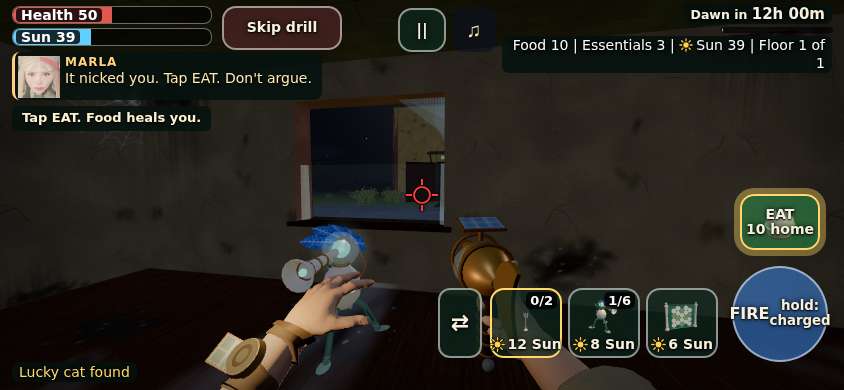 Health 50
Sun 39
Skip drill
||
♫
Dawn in 12h 00m
Food 10 | Essentials 3 | ☀ Sun 39 | Floor 1 of
1
MARLA
It nicked you. Tap EAT. Don't argue.
Tap EAT. Food heals you.
EAT
10 home
FIRE
hold:
charged
⇄
0/2
☀ 12 Sun
1/6
☀ 8 Sun
☀ 6 Sun
Lucky cat found